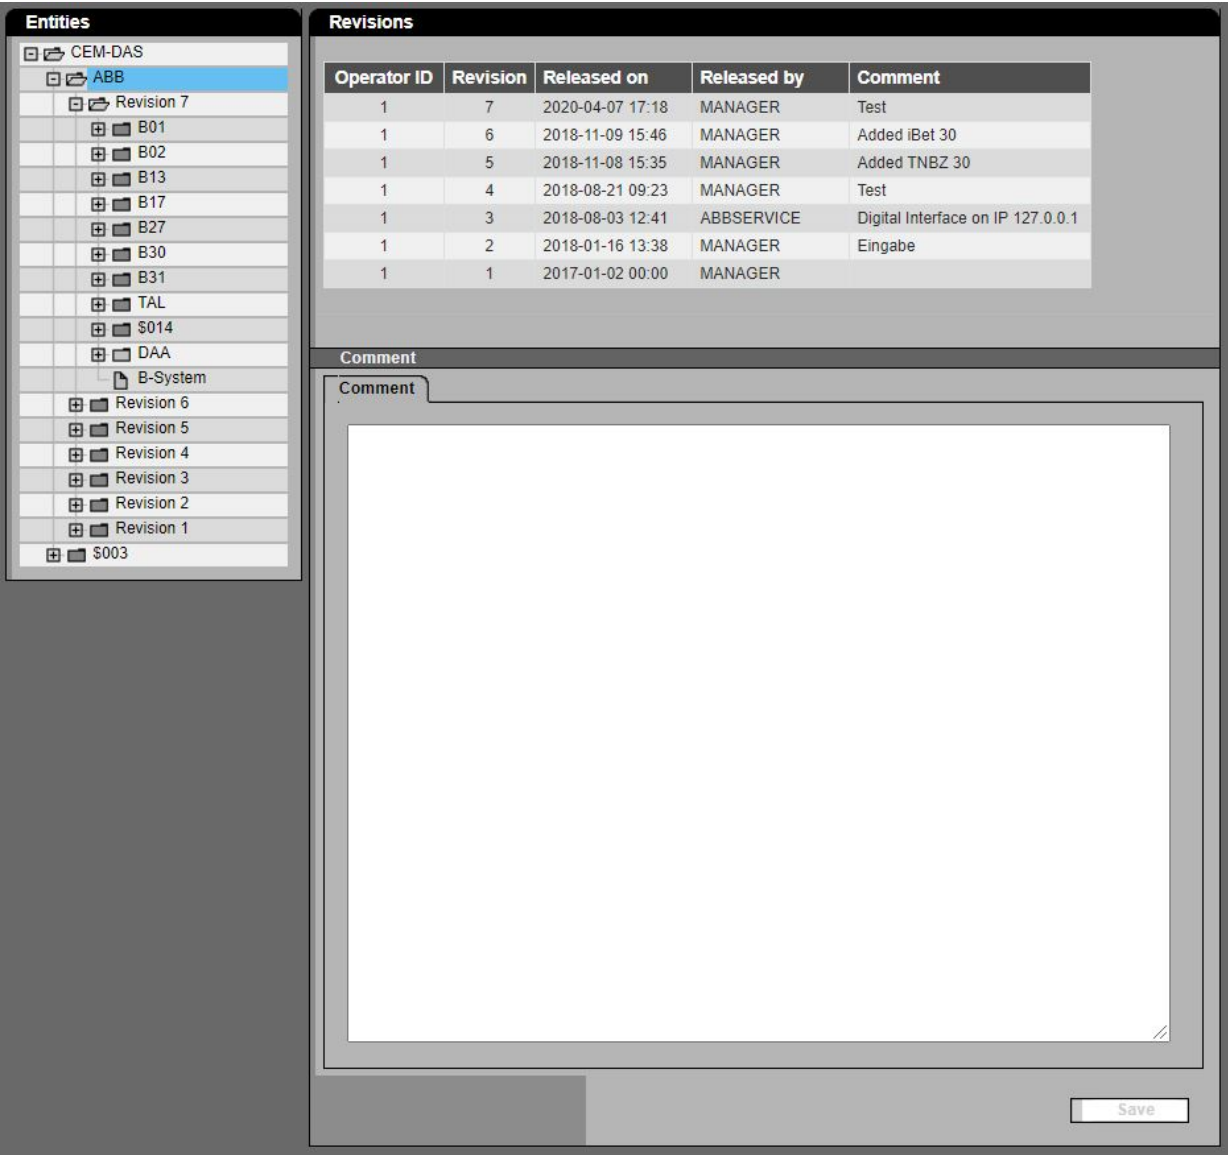 Entities
CEM-DAS
ABB
Revision 7
B01
B02
B13
B17
B27
B30
B31
TAL
$014
DAA
B-System
Revision 6
Revision 5
Revision 4
Revision 3
Revision 2
Revision 1
$003
Revisions
Operator ID Revision Released on Released by Comment
1 7 2020-04-07 17:18 MANAGER Test
1 6 2018-11-09 15:46 MANAGER Added iBet 30
1 5 2018-11-08 15:35 MANAGER Added TNBZ 30
1 4 2018-08-21 09:23 MANAGER Test
1 3 2018-08-03 12:41 ABBSERVICE Digital Interface on IP 127.0.0.1
1 2 2018-01-16 13:38 MANAGER Eingabe
1 1 2017-01-02 00:00 MANAGER
Comment
Comment
Save